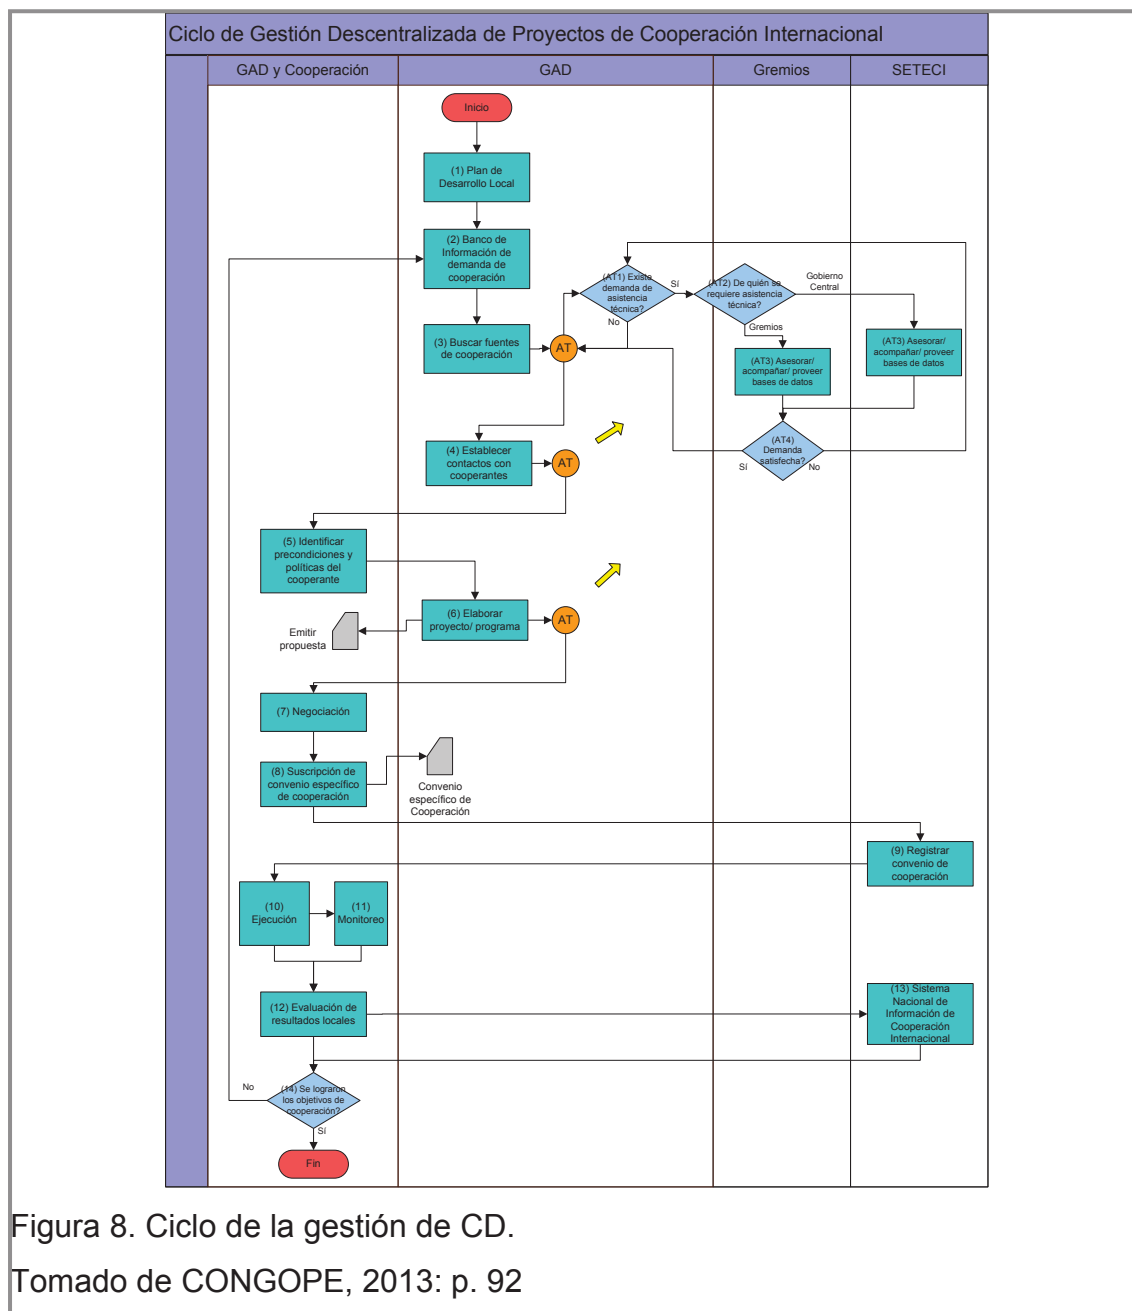 Ciclo de Gestión Descentralizada de Proyectos de Cooperación Internacional
GAD y Cooperación
GAD
Gremios
SETECI
Inicio
(1) Plan de
Desarrollo Local
(2) Banco de
Información de
demanda de
cooperación
(AT1) Existe
demanda de
asistencia
técnica?
Sí
No
(AT2) De quién se
requiere asistencia
técnica?
Gobierno
Central
Gremios
(3) Buscar fuentes
de cooperación
AT
(AT3) Asesorar/
acompañar/ proveer
bases de datos
(AT3) Asesorar/
acompañar/ proveer
bases de datos
(4) Establecer
contactos con
cooperantes
AT
(AT4)
Demanda
satisfecha?
Sí
No
(5) Identificar
precondiciones y
políticas del
cooperante
(6) Elaborar
proyecto/ programa
AT
Emitir
propuesta
(7) Negociación
(8) Suscripción de
convenio específico
de cooperación
Convenio
específico de
Cooperación
(9) Registrar
convenio de
cooperación
(10)
Ejecución
(11)
Monitoreo
(12) Evaluación de
resultados locales
(13) Sistema
Nacional de
Información de
Cooperación
Internacional
No
(14) Se lograron
los objetivos de
cooperación?
Sí
Fin
Figura 8. Ciclo de la gestión de CD.
Tomado de CONGOPE, 2013: p. 92